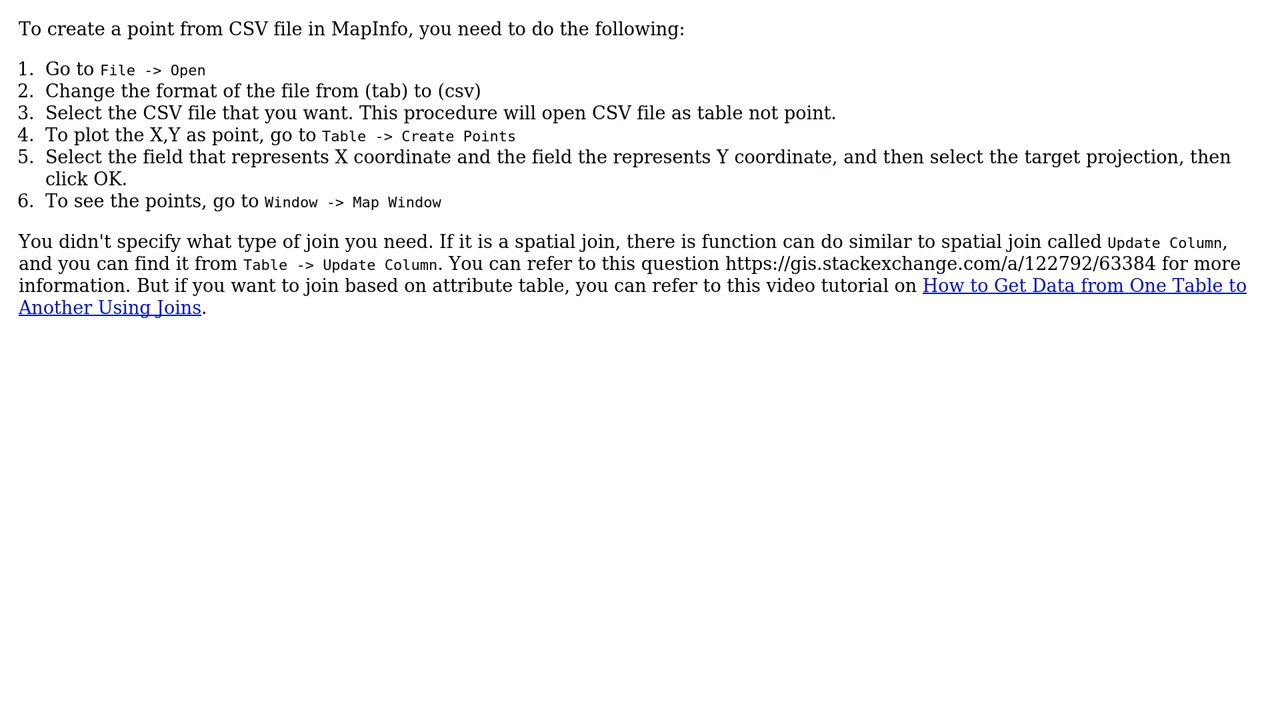 To create a point from CSV file in MapInfo, you need to do the following:
1. Go to File -> Open
2. Change the format of the file from (tab) to (csv)
3. Select the CSV file that you want. This procedure will open CSV file as table not point.
4. To plot the X,Y as point, go to Table -> Create Points
5. Select the field that represents X coordinate and the field the represents Y coordinate, and then select the target projection, then
click OK.
6. To see the points, go to Window -> Map Window
You didn't specify what type of join you need. If it is a spatial join, there is function can do similar to spatial join called Update Column,
and you can find it from Table -> Update Column. You can refer to this question https://gis.stackexchange.com/a/122792/63384 for more
information. But if you want to join based on attribute table, you can refer to this video tutorial on How to Get Data from One Table to
Another Using Joins.